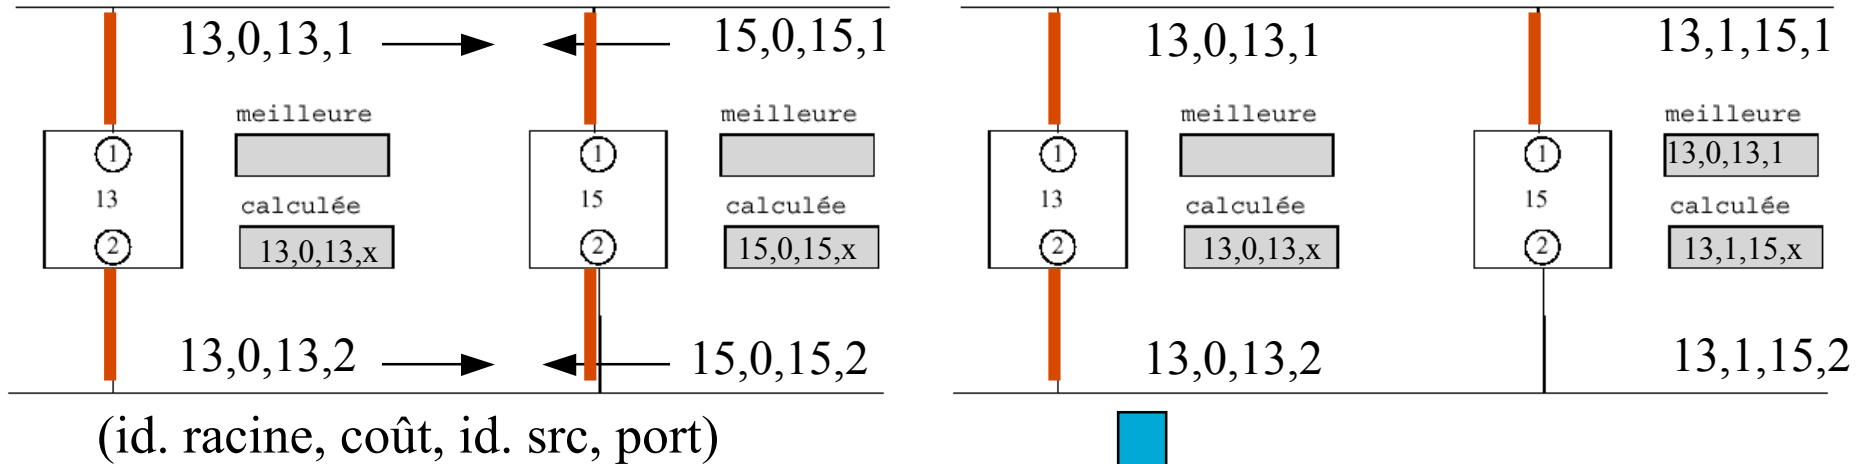 13,0,13,1
15,0,15,1
meilleure
meilleure
1
1
13
15
calculée
calculée
2
2
13,0,13,x
15,0,15,x
13,0,13,2
15,0,15,2
(id. racine, coût, id. src, port)
13,0,13,1
13,1,15,1
meilleure
meilleure
1
1
13,0,13,1
13
15
calculée
calculée
2
2
13,0,13,x
13,1,15,x
13,0,13,2
13,1,15,2